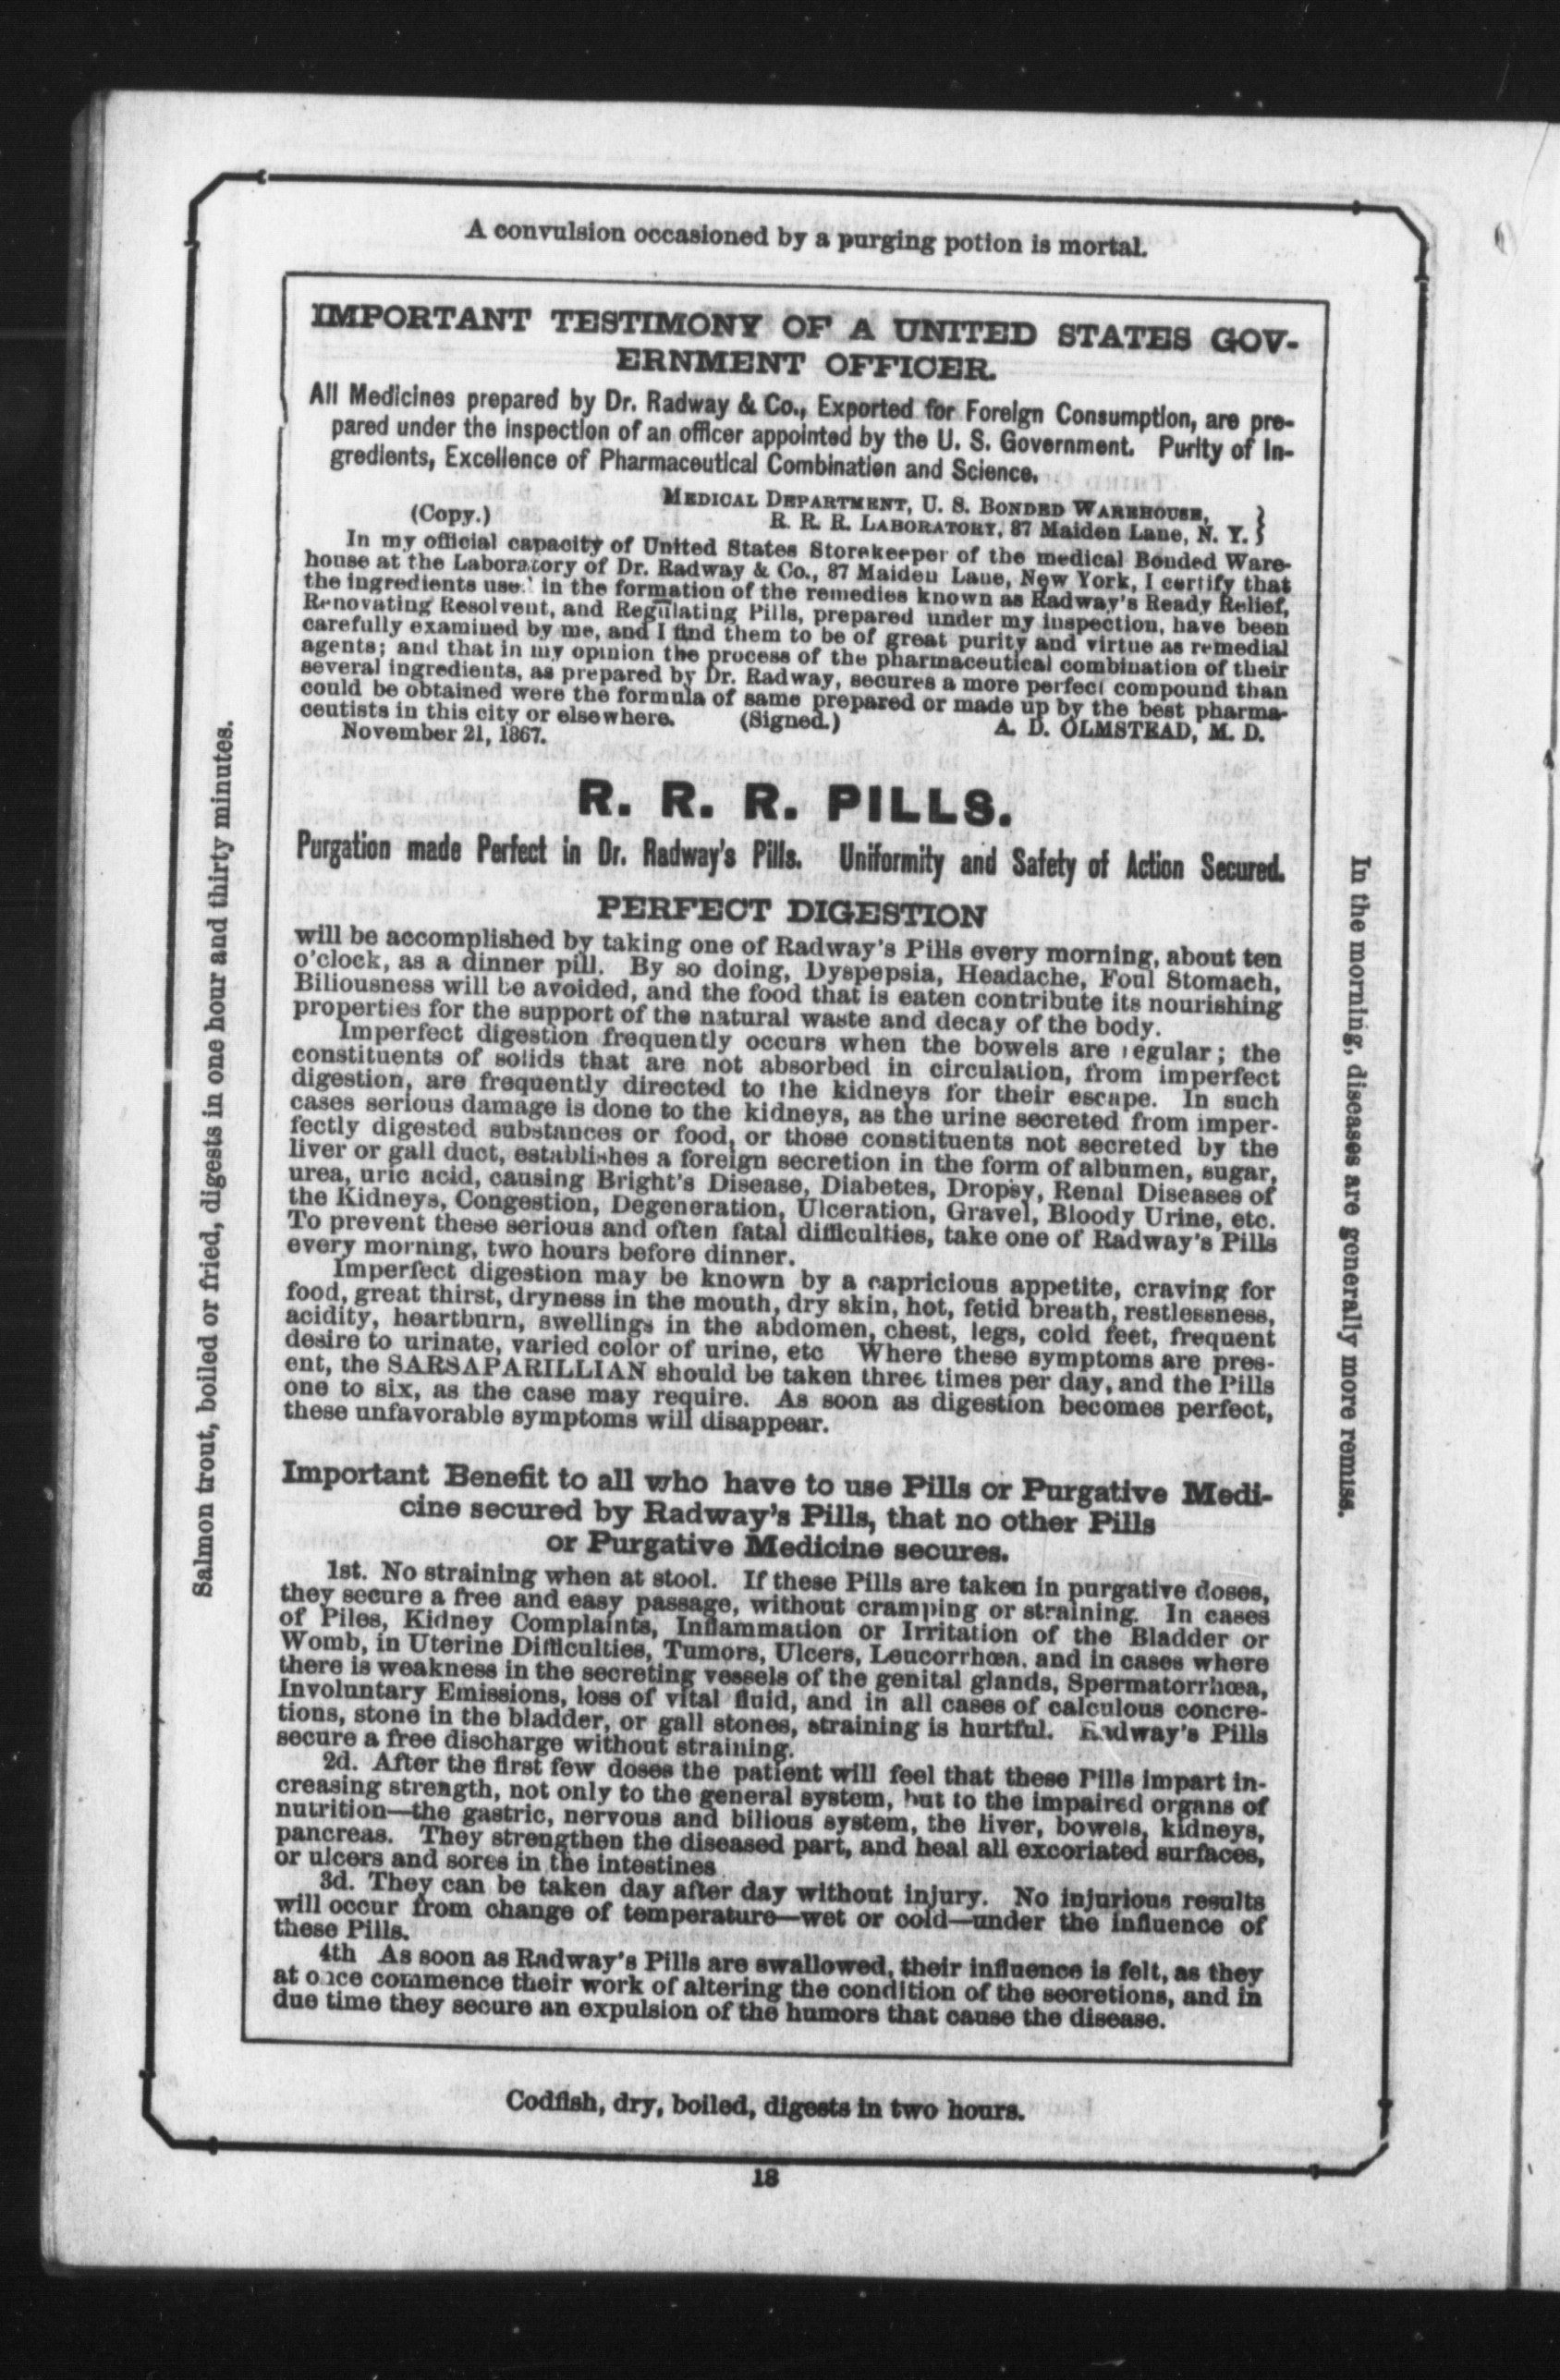 A convulsion occasioned by a purging potion is mortal.
IMPORTANT TESTIMONY OF A UNITED STATES GOV-
ERNMENT OFFICER.
All Medicines prepared by Dr. Radway & Co., Exported for Foreign Consumption, are pre-
pared under the inspection of an officer appointed by the U. S. Government. Purity of In-
gredients, Excellence of Pharmaceutical Combination and Science.
MEDICAL DEPARTMENT, U. S. BONDED WAREHOUSE,
(Copy.) R. R. R. LABORATORY, 87 Maiden Lane, N. Y. }
In my official capacity of United States Storekeeper of the medical Bonded Ware-
house at the Laboratory of Dr. Radway & Co., 87 Maiden Lane, New York, I certify that
the ingredients used in the formation of the remedies known as Radway's Ready Relief,
Renovating Resolvent, and Regulating Pills, prepared under my inspection, have been
carefully examined by me, and I find them to be of great purity and virtue as remedial
agents; and that in my opinion the process of the pharmaceutical combination of their
several ingredients, as prepared by Dr. Radway, secures a more perfect compound than
could be obtained were the formula of same prepared or made up by the best pharma-
ceutists in this city or elsewhere. (Signed.) A. D. OLMSTEAD, M. D.
November 21, 1867.
R. R. R. PILLS.
Purgation made Perfect in Dr. Radway's Pills. Uniformity and Safety of Action Secured.
PERFECT DIGESTION
will be accomplished by taking one of Radway's Pills every morning, about ten
o'clock, as a dinner pill. By so doing, Dyspepsia, Headache, Foul Stomach,
Biliousness will be avoided, and the food that is eaten contribute its nourishing
properties for the support of the natural waste and decay of the body.
Imperfect digestion frequently occurs when the bowels are regular; the
constituents of solids that are not absorbed in circulation, from imperfect
digestion, are frequently directed to the kidneys for their escape. In such
cases serious damage is done to the kidneys, as the urine secreted from imper-
fectly digested substances or food, or those constituents not secreted by the
liver or gall duct, establishes a foreign secretion in the form of albumen, sugar,
urea, uric acid, causing Bright's Disease, Diabetes, Dropsy, Renal Diseases of
the Kidneys, Congestion, Degeneration, Ulceration, Gravel, Bloody Urine, etc.
To prevent these serious and often fatal difficulties, take one of Radway's Pills
every morning, two hours before dinner.
Imperfect digestion may be known by a capricious appetite, craving for
food, great thirst, dryness in the mouth, dry skin, hot, fetid breath, restlessness,
acidity, heartburn, swellings in the abdomen, chest, legs, cold feet, frequent
desire to urinate, varied color of urine, etc Where these symptoms are pres-
ent, the SARSAPARILLIAN should be taken three times per day, and the Pills
one to six, as the case may require. As soon as digestion becomes perfect,
these unfavorable symptoms will disappear.
Important Benefit to all who have to use Pills or Purgative Medi-
cine secured by Radway's Pills, that no other Pills
or Purgative Medicine secures.
1st. No straining when at stool. If these Pills are taken in purgative doses,
they secure a free and easy passage, without cramping or straining. In cases
of Piles, Kidney Complaints, Inflammation or Irritation of the Bladder or
Womb, in Uterine Difficulties, Tumors, Ulcers, Leucorrhœa, and in cases where
there is weakness in the secreting vessels of the genital glands, Spermatorrhœa,
Involuntary Emissions, loss of vital fluid, and in all cases of calculous concre-
tions, stone in the bladder, or gall stones, straining is hurtful. Radway's Pills
secure a free discharge without straining.
2d. After the first few doses the patient will feel that these Pills impart in-
creasing strength, not only to the general system, but to the impaired organs of
nutrition—the gastric, nervous and bilious system, the liver, bowels, kidneys,
pancreas. They strengthen the diseased part, and heal all excoriated surfaces,
or ulcers and sores in the intestines
3d. They can be taken day after day without injury. No injurious results
will occur from change of temperature—wet or cold—under the influence of
these Pills.
4th As soon as Radway's Pills are swallowed, their influence is felt, as they
at once commence their work of altering the condition of the secretions, and in
due time they secure an expulsion of the humors that cause the disease.
Codfish, dry, boiled, digests in two hours.
18
Salmon trout, boiled or fried, digests in one hour and thirty minutes.
In the morning, diseases are generally more remiss.